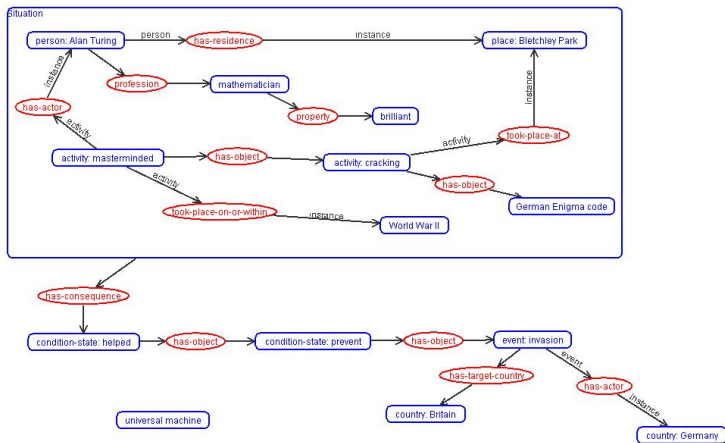 Situation
person: Alan Turing
person
has-residence
instance
place: Bletchley Park
instance
profession
mathematician
instance
has-actor
property
brilliant
activity
took-place-at
activity
activity: masterminded
has-object
activity: cracking
activity
has-object
German Enigma code
took-place-on-or-within
instance
World War II
has-consequence
condition-state: helped
has-object
condition-state: prevent
has-object
event: invasion
event
has-target-country
has-actor
instance
universal machine
country: Britain
country: Germany